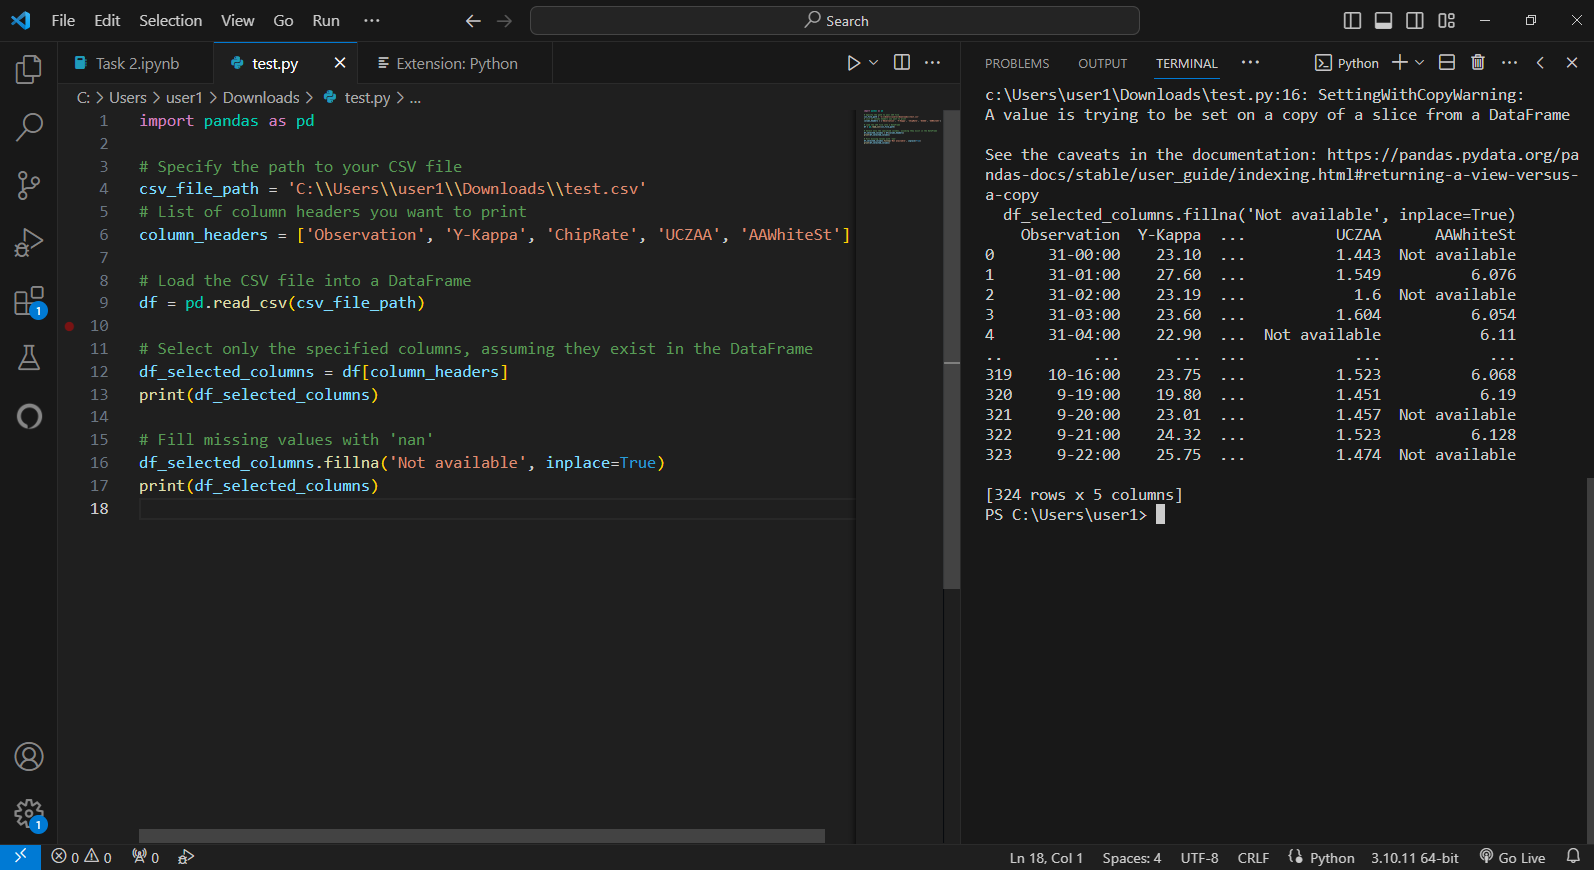 File Edit Selection View Go Run ···
Search
Task 2.ipynb
test.py
Extension: Python
C: > Users > user1 > Downloads > test.py > ...
1 import pandas as pd
2
3 # Specify the path to your CSV file
4 csv_file_path = 'C:\\Users\\user1\\Downloads\\test.csv'
5 # List of column headers you want to print
6 column_headers = ['Observation', 'Y-Kappa', 'ChipRate', 'UCZAA', 'AAWhiteSt']
7
8 # Load the CSV file into a DataFrame
9 df = pd.read_csv(csv_file_path)
10
11 # Select only the specified columns, assuming they exist in the DataFrame
12 df_selected_columns = df[column_headers]
13 print(df_selected_columns)
14
15 # Fill missing values with 'nan'
16 df_selected_columns.fillna('Not available', inplace=True)
17 print(df_selected_columns)
18
PROBLEMS OUTPUT TERMINAL ··· Python
c:\Users\user1\Downloads\test.py:16: SettingWithCopyWarning:
A value is trying to be set on a copy of a slice from a DataFrame
See the caveats in the documentation: https://pandas.pydata.org/pa
ndas-docs/stable/user_guide/indexing.html#returning-a-view-versus-
a-copy
df_selected_columns.fillna('Not available', inplace=True)
Observation Y-Kappa ... UCZAA AAWhiteSt
0 31-00:00 23.10 ... 1.443 Not available
1 31-01:00 27.60 ... 1.549 6.076
2 31-02:00 23.19 ... 1.6 Not available
3 31-03:00 23.60 ... 1.604 6.054
4 31-04:00 22.90 ... Not available 6.11
.. ... ... ... ... ...
319 10-16:00 23.75 ... 1.523 6.068
320 9-19:00 19.80 ... 1.451 6.19
321 9-20:00 23.01 ... 1.457 Not available
322 9-21:00 24.32 ... 1.523 6.128
323 9-22:00 25.75 ... 1.474 Not available
[324 rows x 5 columns]
PS C:\Users\user1>
1
1
0 0 0
Ln 18, Col 1 Spaces: 4 UTF-8 CRLF Python 3.10.11 64-bit Go Live